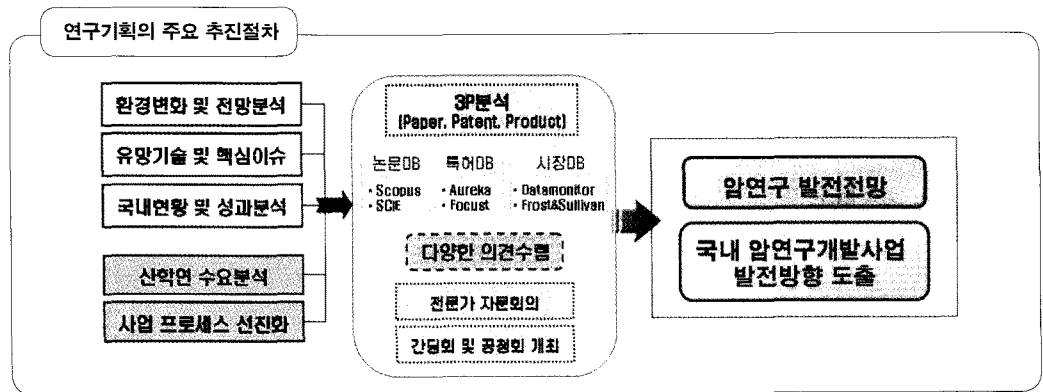 연구기획의 주요 추진절차
환경변화 및 전망분석
유망기술 및 핵심이슈
국내현황 및 성과분석
산학연 수요분석
사업 프로세스 선진화
3P분석
(Paper, Patent, Product)
논문DB
• Scopus
• SCIE
특허DB
• Aureka
• Focust
시장DB
• Datamonitor
• Frost&Sullivan
다양한 의견수렴
전문가 자문회의
간담회 및 공청회 개최
암연구 발전전망
국내 암연구개발사업
발전방향 도출